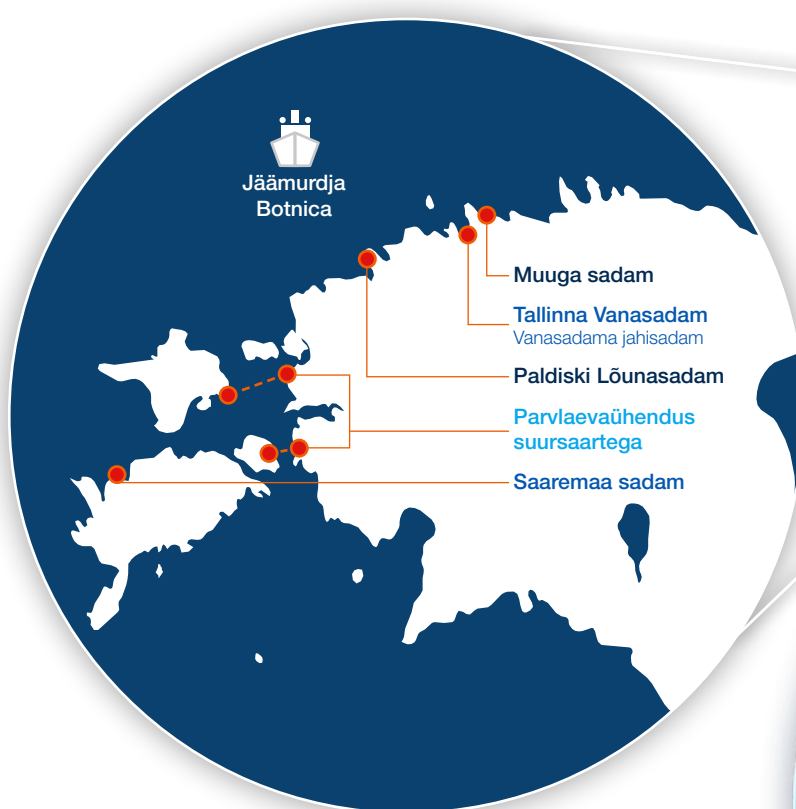 Jäämurdja
Botnica
Muuga sadam
Tallinna Vanasadam
Vanasadama jahisadam
Paldiski Lõunasadam
Parvlaevaühendus
suursaartega
Saaremaa sadam